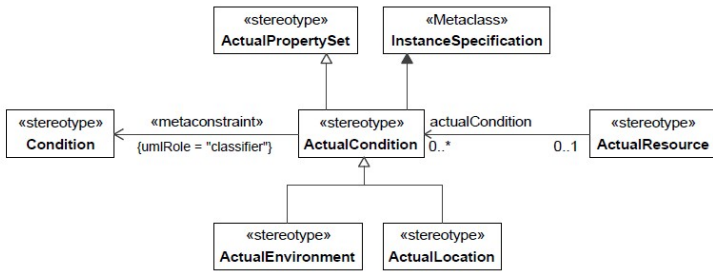 «stereotype»
ActualPropertySet
«Metaclass»
InstanceSpecification
«stereotype»
Condition
«metaconstraint»
{umlRole = "classifier"}
«stereotype»
ActualCondition
actualCondition
0..*
0..1
«stereotype»
ActualResource
«stereotype»
ActualEnvironment
«stereotype»
ActualLocation